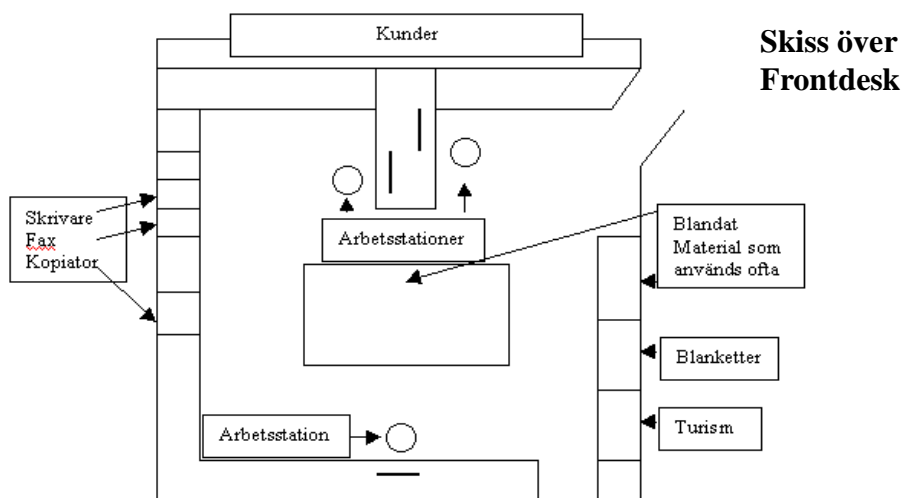 Kunder
Skiss över
Frontdesk
Skrivare
Fax
Kopiator
Arbetsstationer
Blandat
Material som
används ofta
Blanketter
Arbetsstation
Turism